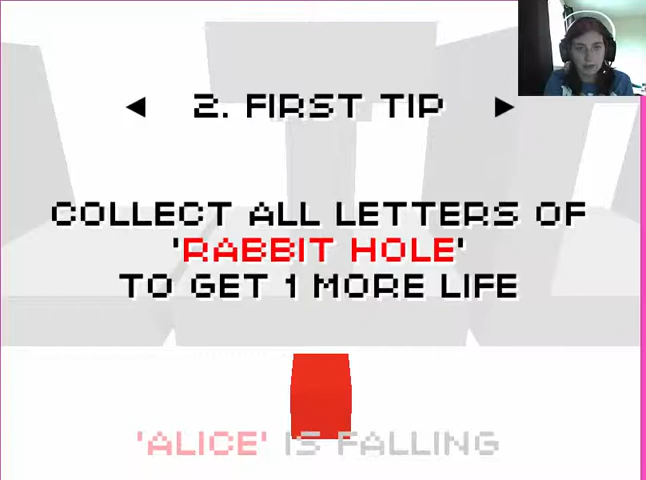 2. FIRST TIP
COLLECT ALL LETTERS OF
'RABBIT HOLE'
TO GET 1 MORE LIFE
'ALICE' IS FALLING